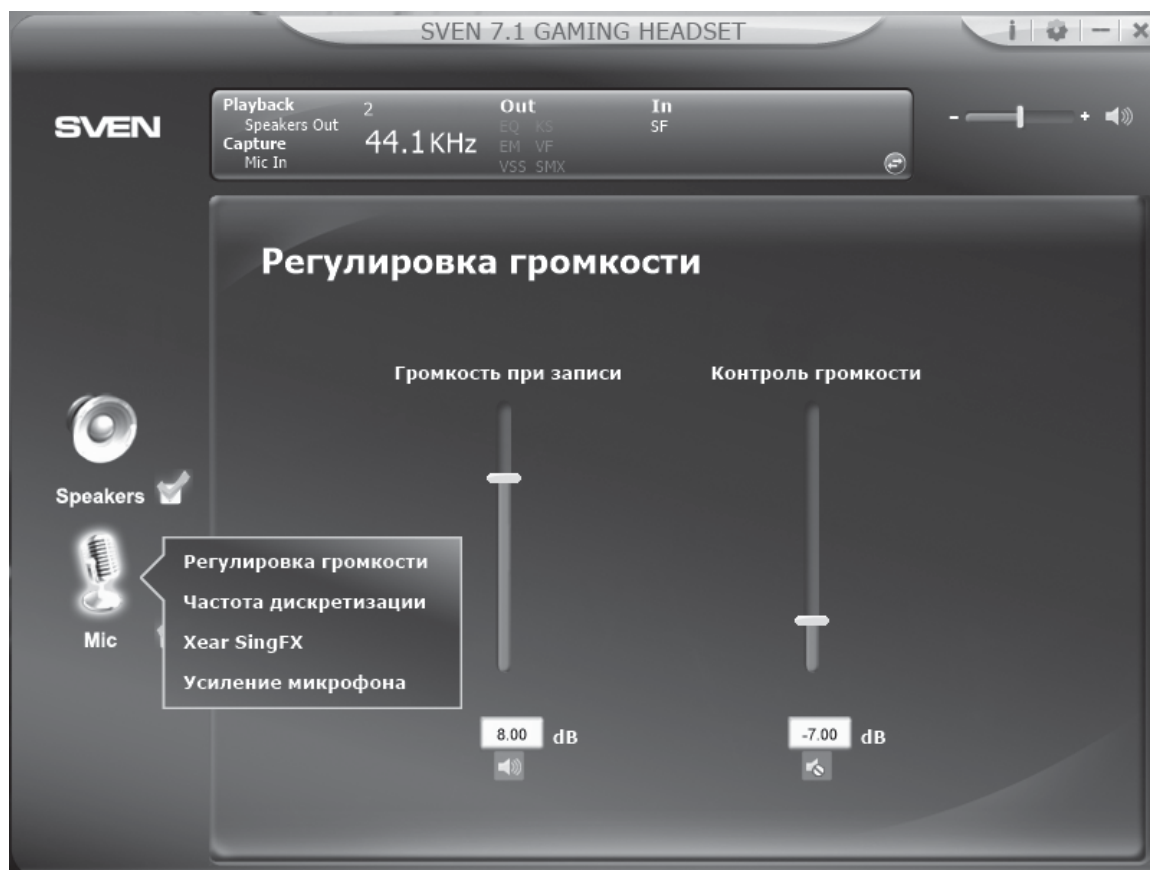 SVEN 7.1 GAMING HEADSET
SVEN
Playback
Speakers Out
Capture
Mic In
2
44.1 KHz
Out
EQ KS
EM VF
VSS SMX
In
SF
- +
Регулировка громкости
Громкость при записи
Контроль громкости
Speakers
Mic
Регулировка громкости
Частота дискретизации
Xear SingFX
Усиление микрофона
8.00 dB
-7.00 dB